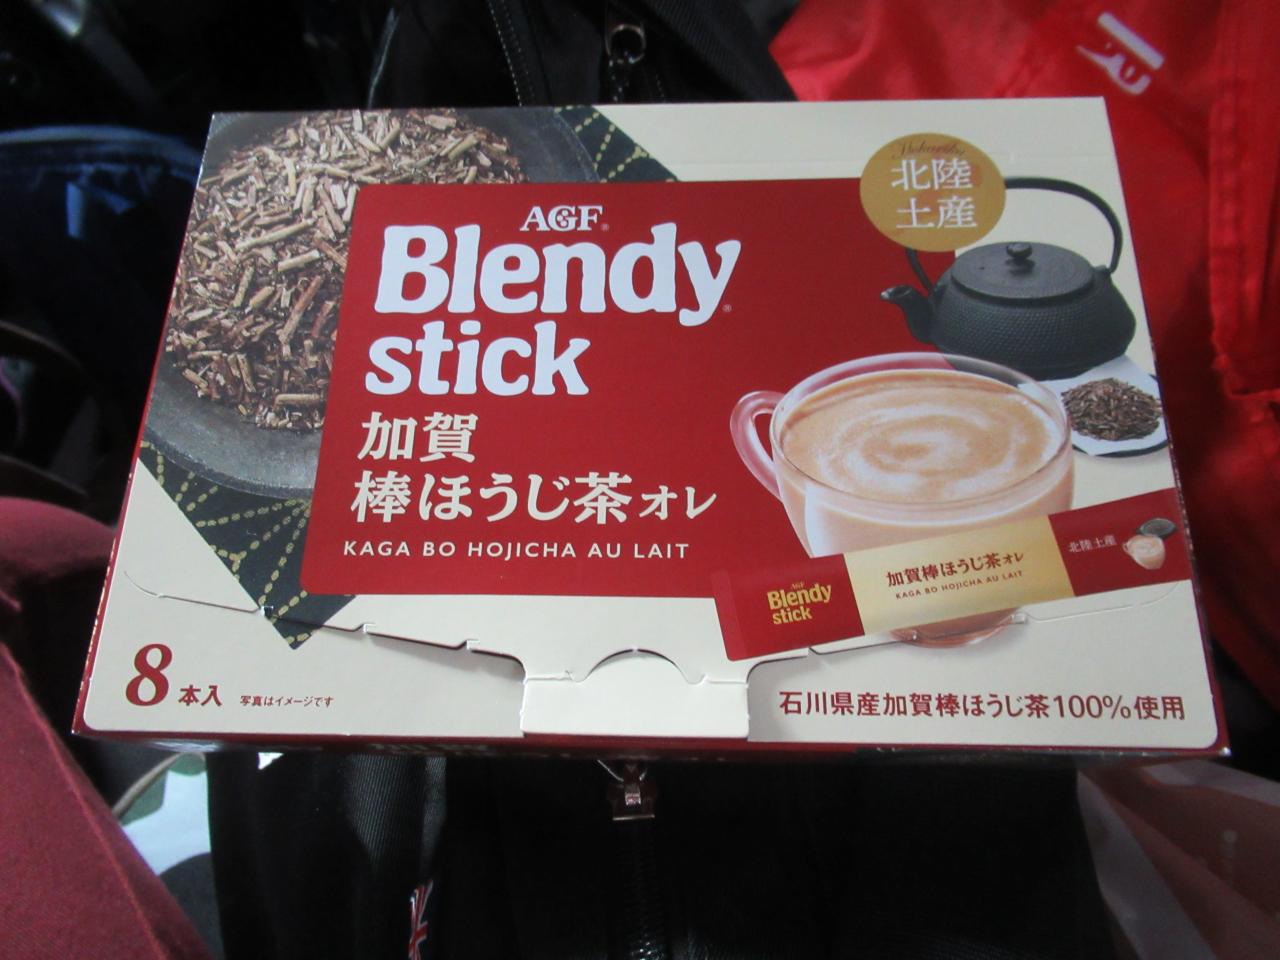 北陸
土産
AGF®
Blendy®
stick
加賀
棒ほうじ茶オレ
KAGA BO HOJICHA AU LAIT
AGF
Blendy
stick
加賀棒ほうじ茶オレ
KAGA BO HOJICHA AU LAIT
北陸土産
8本入
写真はイメージです
石川県産加賀棒ほうじ茶100%使用